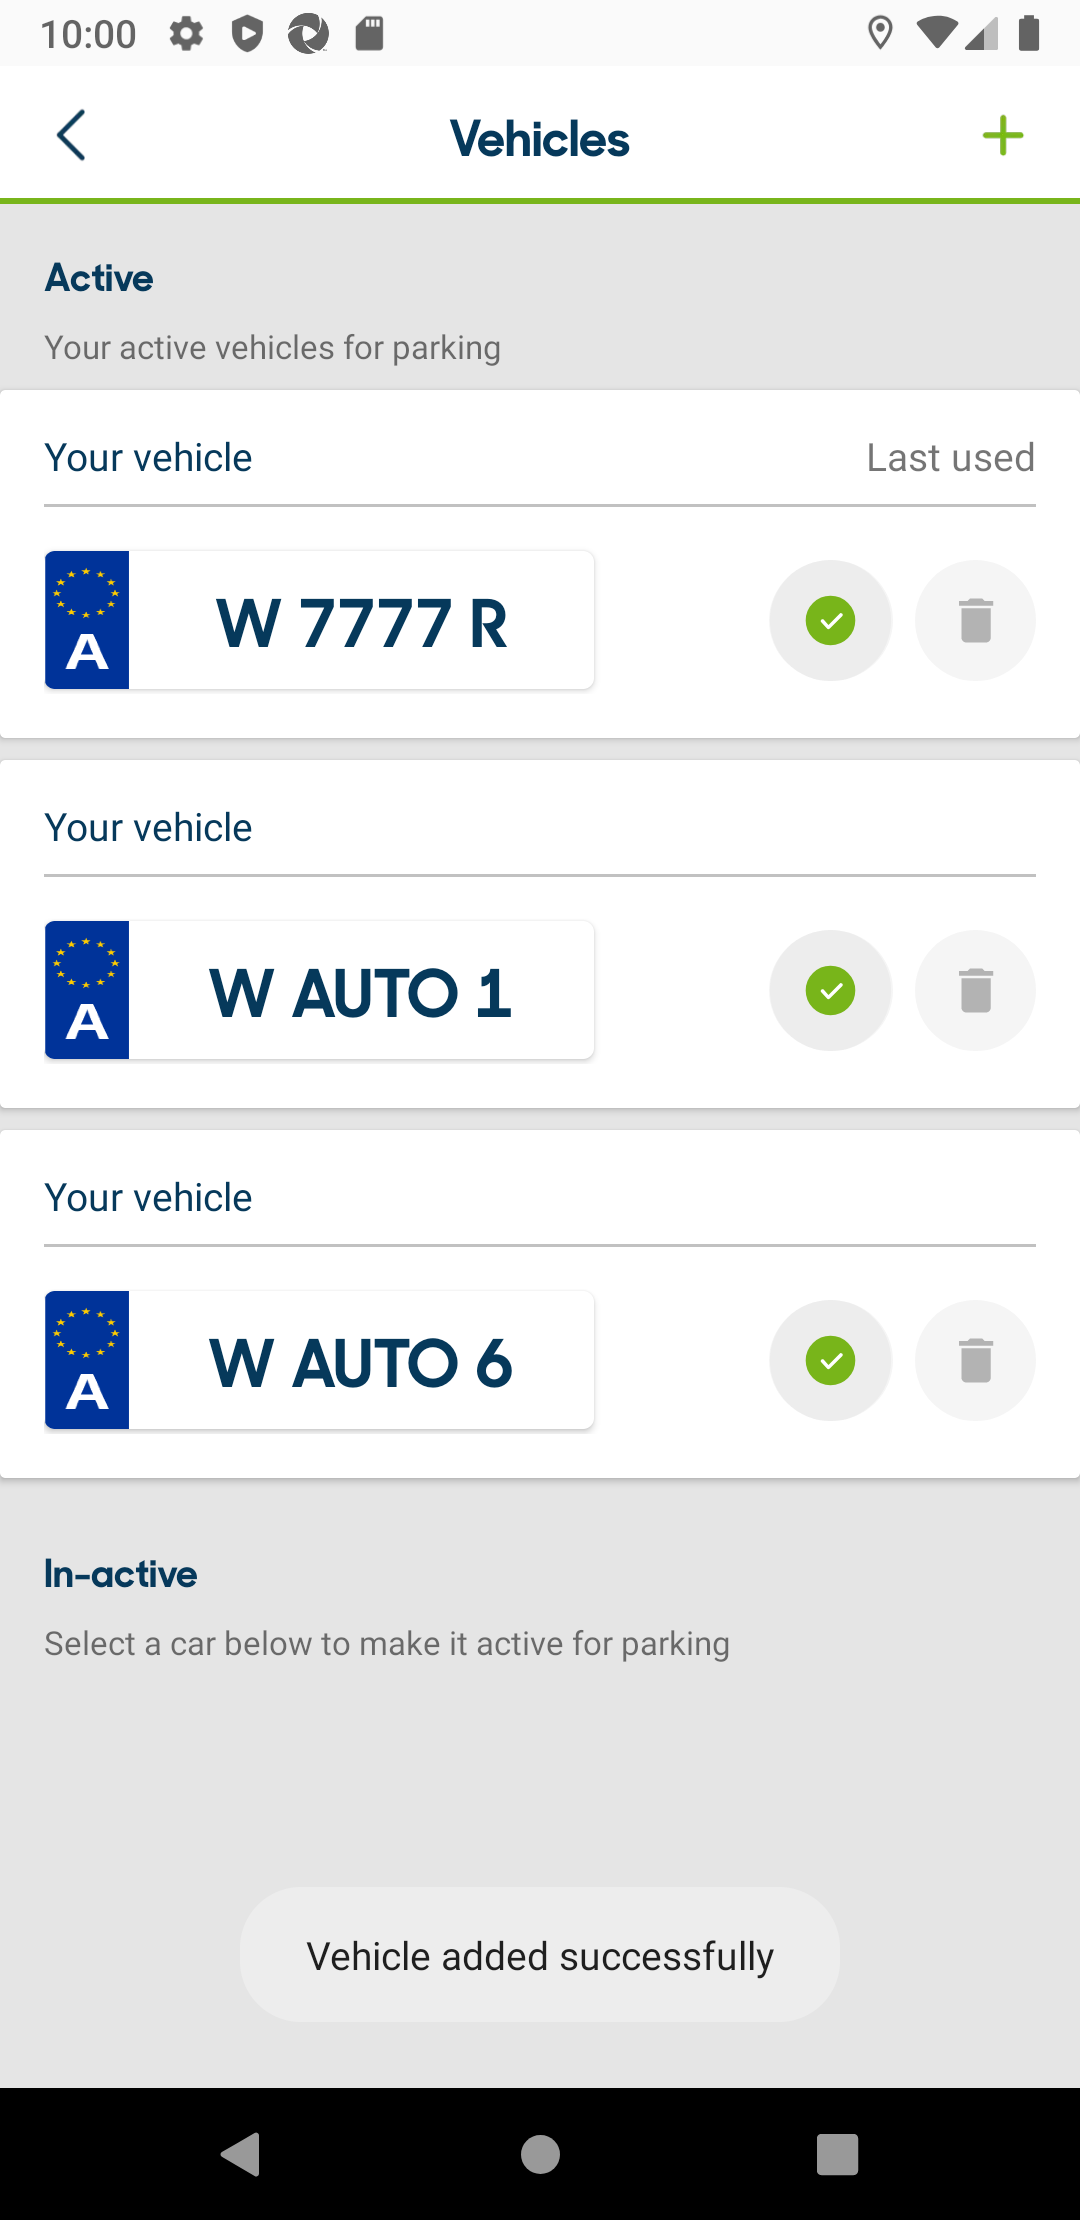 10:00
Vehicles
Active
Your active vehicles for parking
Your vehicle
Last used
A
W 7777 R
Your vehicle
A
W AUTO 1
Your vehicle
A
W AUTO 6
In-active
Select a car below to make it active for parking
Vehicle added successfully